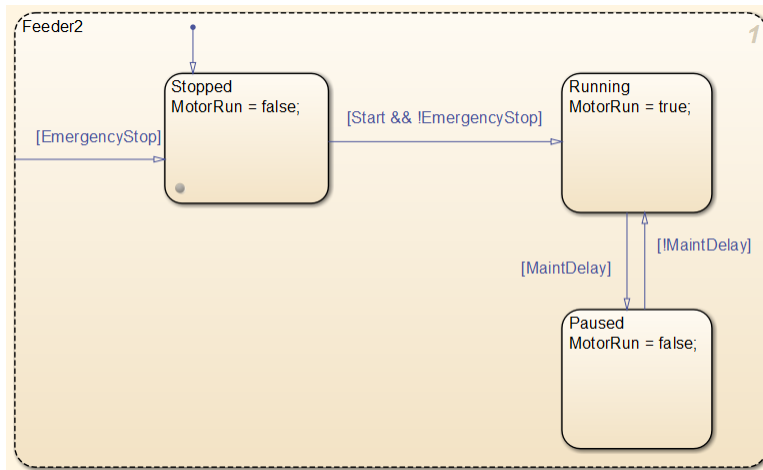 Feeder2
1
Stopped
MotorRun = false;
Running
MotorRun = true;
[EmergencyStop]
[Start && !EmergencyStop]
[MaintDelay]
[!MaintDelay]
Paused
MotorRun = false;